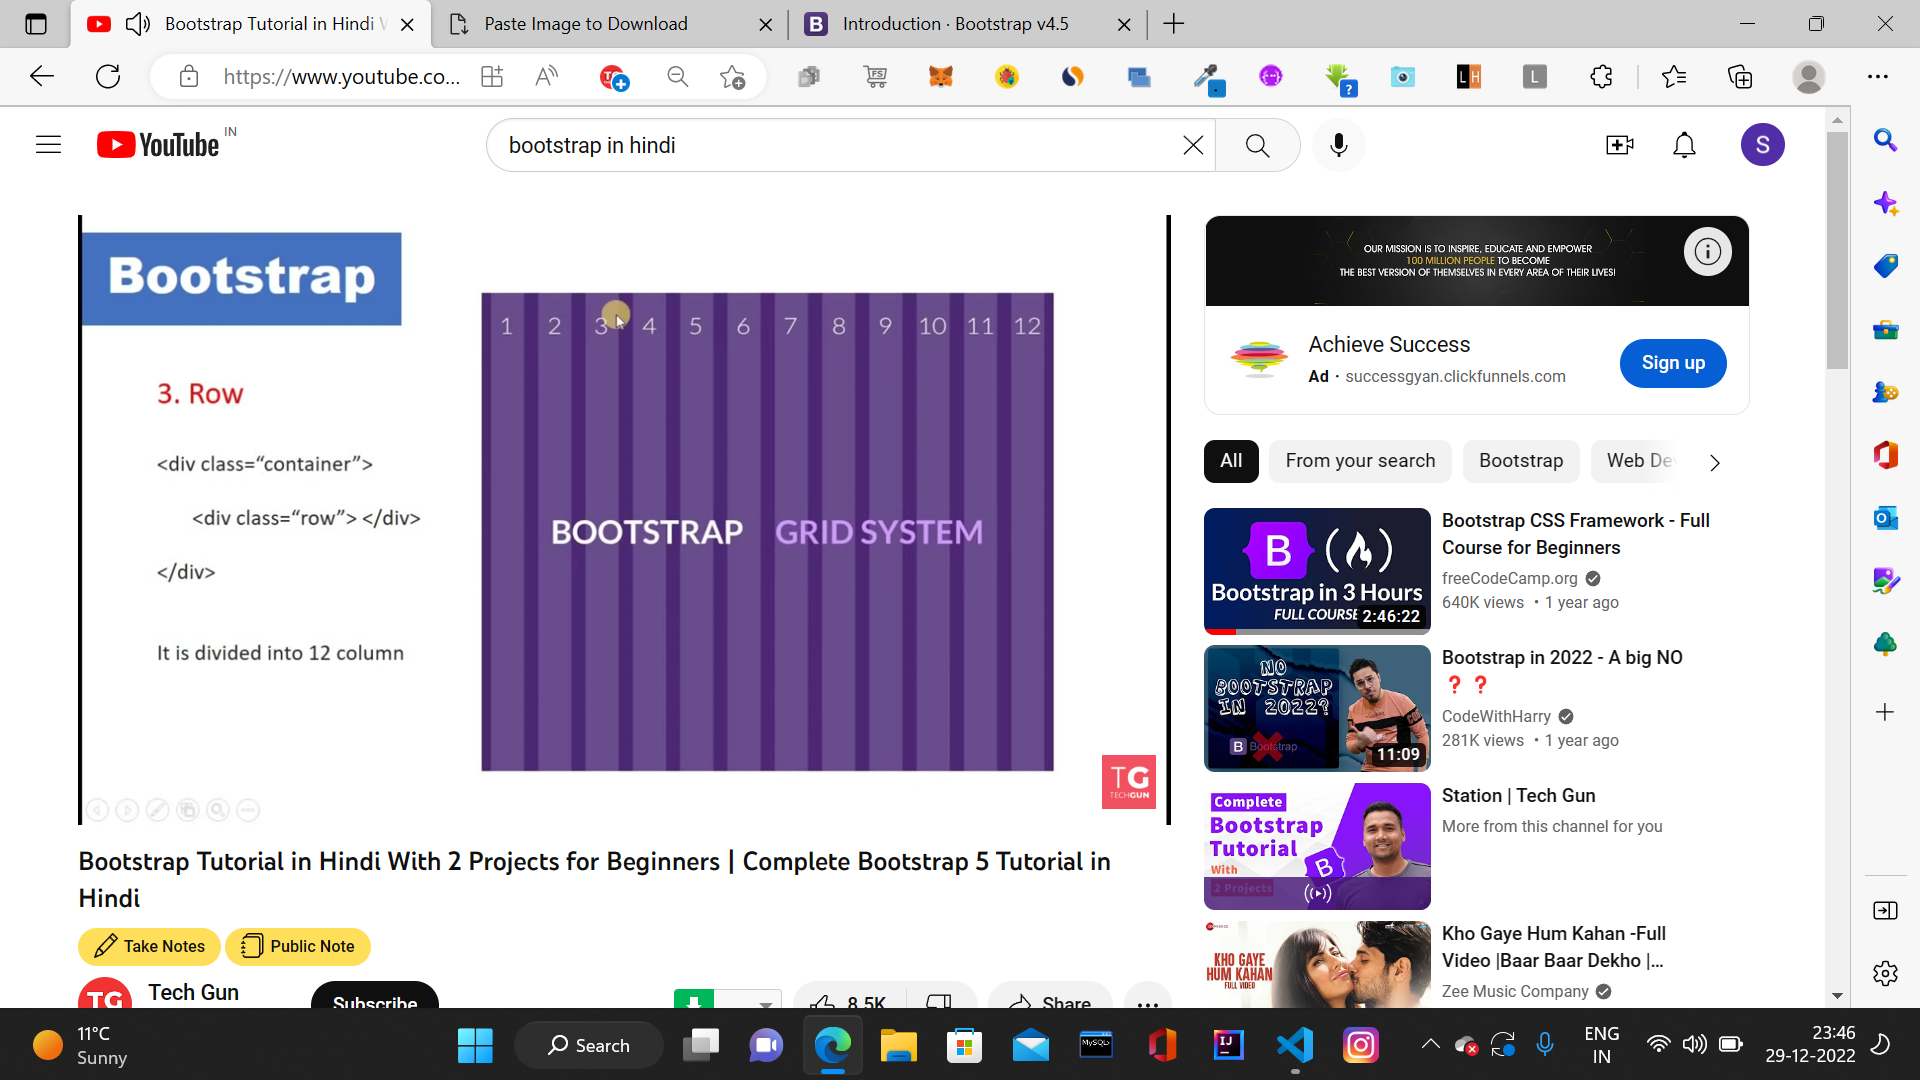 Bootstrap Tutorial in Hindi W
Paste Image to Download
B Introduction · Bootstrap v4.5
https://www.youtube.co...
YouTube IN
bootstrap in hindi
S
Bootstrap
3. Row
<div class="container">
<div class="row"> </div>
</div>
It is divided into 12 column
1 2 3 4 5 6 7 8 9 10 11 12
BOOTSTRAP GRID SYSTEM
TG
TECHGUN
OUR MISSION IS TO INSPIRE, EDUCATE AND EMPOWER
100 MILLION PEOPLE TO BECOME
THE BEST VERSION OF THEMSELVES IN EVERY AREA OF THEIR LIVES!
Achieve Success
Ad · successgyan.clickfunnels.com
Sign up
All From your search Bootstrap Web De
B
Bootstrap in 3 Hours
FULL COURSE 2:46:22
Bootstrap CSS Framework - Full
Course for Beginners
freeCodeCamp.org
640K views • 1 year ago
NO
BOOTSTRAP
IN 2022?
B Bootstrap
11:09
Bootstrap in 2022 - A big NO
❓❓
CodeWithHarry
281K views • 1 year ago
Complete
Bootstrap
Tutorial
With
2 Projects
B
Station | Tech Gun
More from this channel for you
KHO GAYE
HUM KAHAN
FULL VIDEO
Kho Gaye Hum Kahan -Full
Video |Baar Baar Dekho |...
Zee Music Company
Bootstrap Tutorial in Hindi With 2 Projects for Beginners | Complete Bootstrap 5 Tutorial in
Hindi
Take Notes
Public Note
TG Tech Gun
Subscribe
8.5K
Share
11°C
Sunny
Search
MySQL
IJ
ENG
IN
23:46
29-12-2022